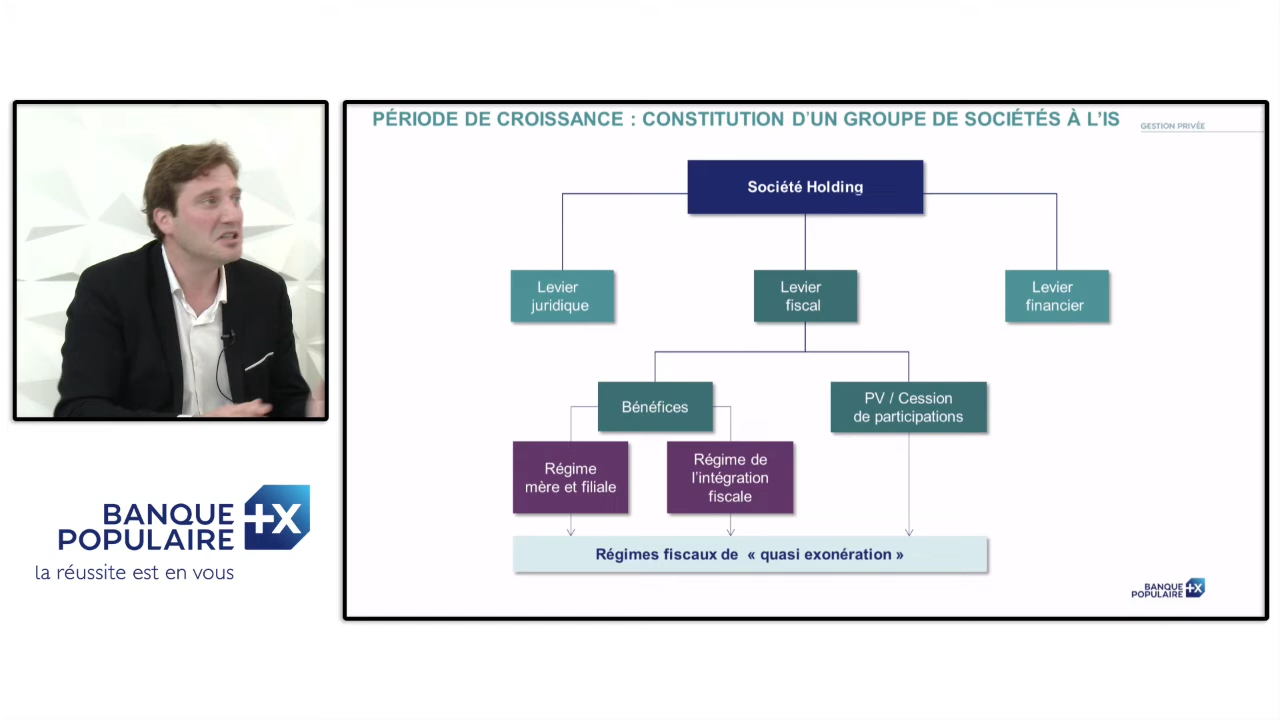 PÉRIODE DE CROISSANCE : CONSTITUTION D'UN GROUPE DE SOCIÉTÉS À L'IS
GESTION PRIVÉE
Société Holding
Levier
juridique
Levier
fiscal
Levier
financier
Bénéfices
PV / Cession
de participations
Régime
mère et filiale
Régime de
l'intégration
fiscale
Régimes fiscaux de « quasi exonération »
BANQUE
POPULAIRE
+X
la réussite est en vous
BANQUE
POPULAIRE
+X